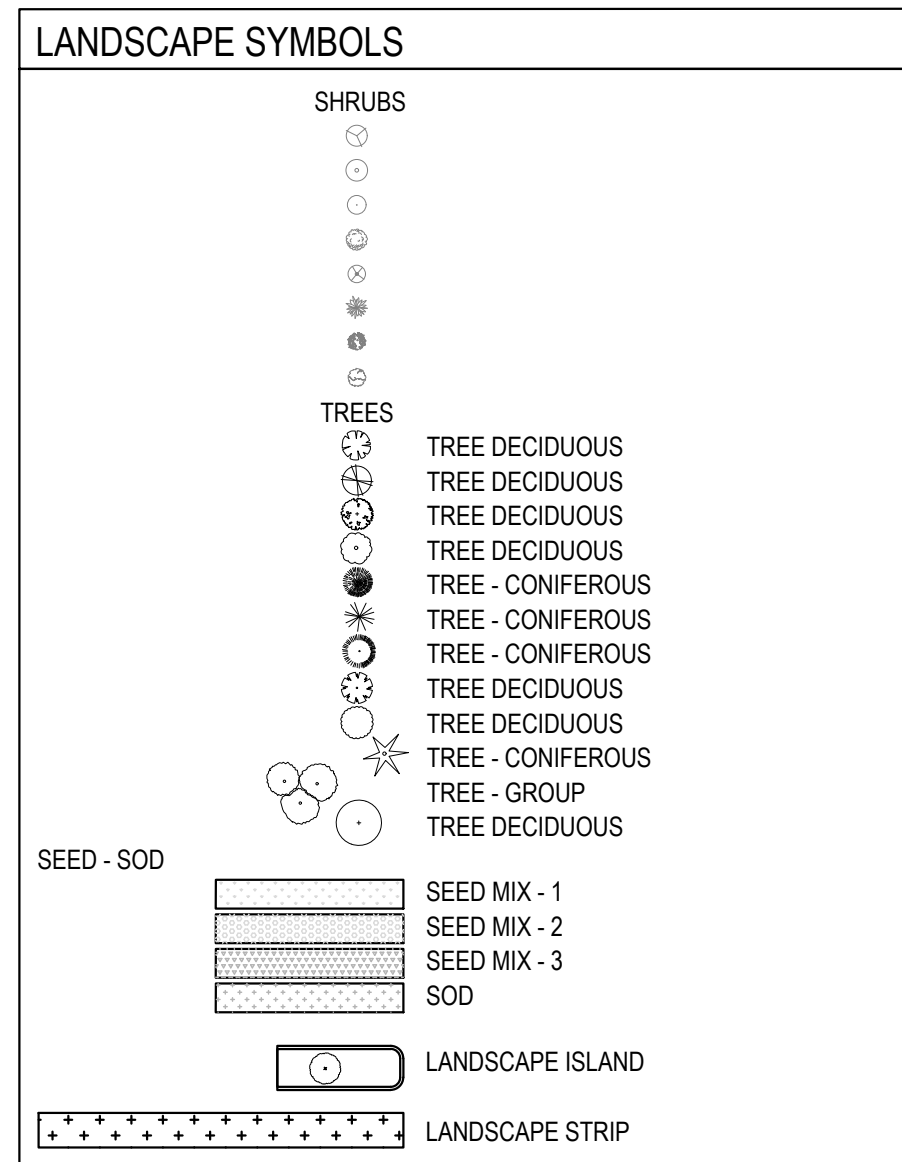 LANDSCAPE SYMBOLS
SHRUBS
TREES
TREE DECIDUOUS
TREE DECIDUOUS
TREE DECIDUOUS
TREE DECIDUOUS
TREE - CONIFEROUS
TREE - CONIFEROUS
TREE - CONIFEROUS
TREE DECIDUOUS
TREE DECIDUOUS
TREE - CONIFEROUS
TREE - GROUP
TREE DECIDUOUS
SEED - SOD
SEED MIX - 1
SEED MIX - 2
SEED MIX - 3
SOD
LANDSCAPE ISLAND
LANDSCAPE STRIP